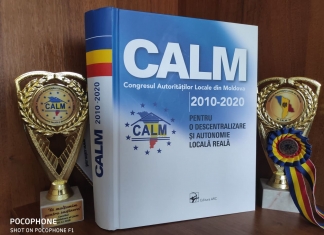 CALM
Congresul Autorităților Locale din Moldova
2010-2020
PENTRU
O DESCENTRALIZARE
ȘI AUTONOMIE
LOCALĂ REALĂ
CALM
CALM 2010-2020
CALM
POCOPHONE
SHOT ON POCOPHONE F1